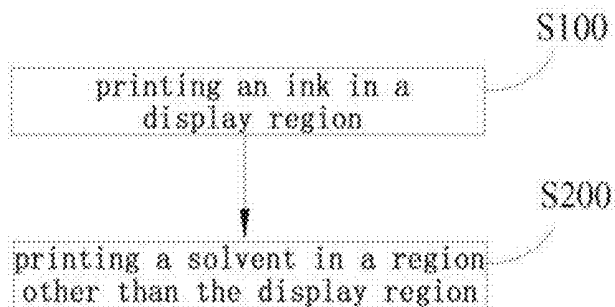 S100
printing an ink in a
display region
S200
printing a solvent in a region
other than the display region